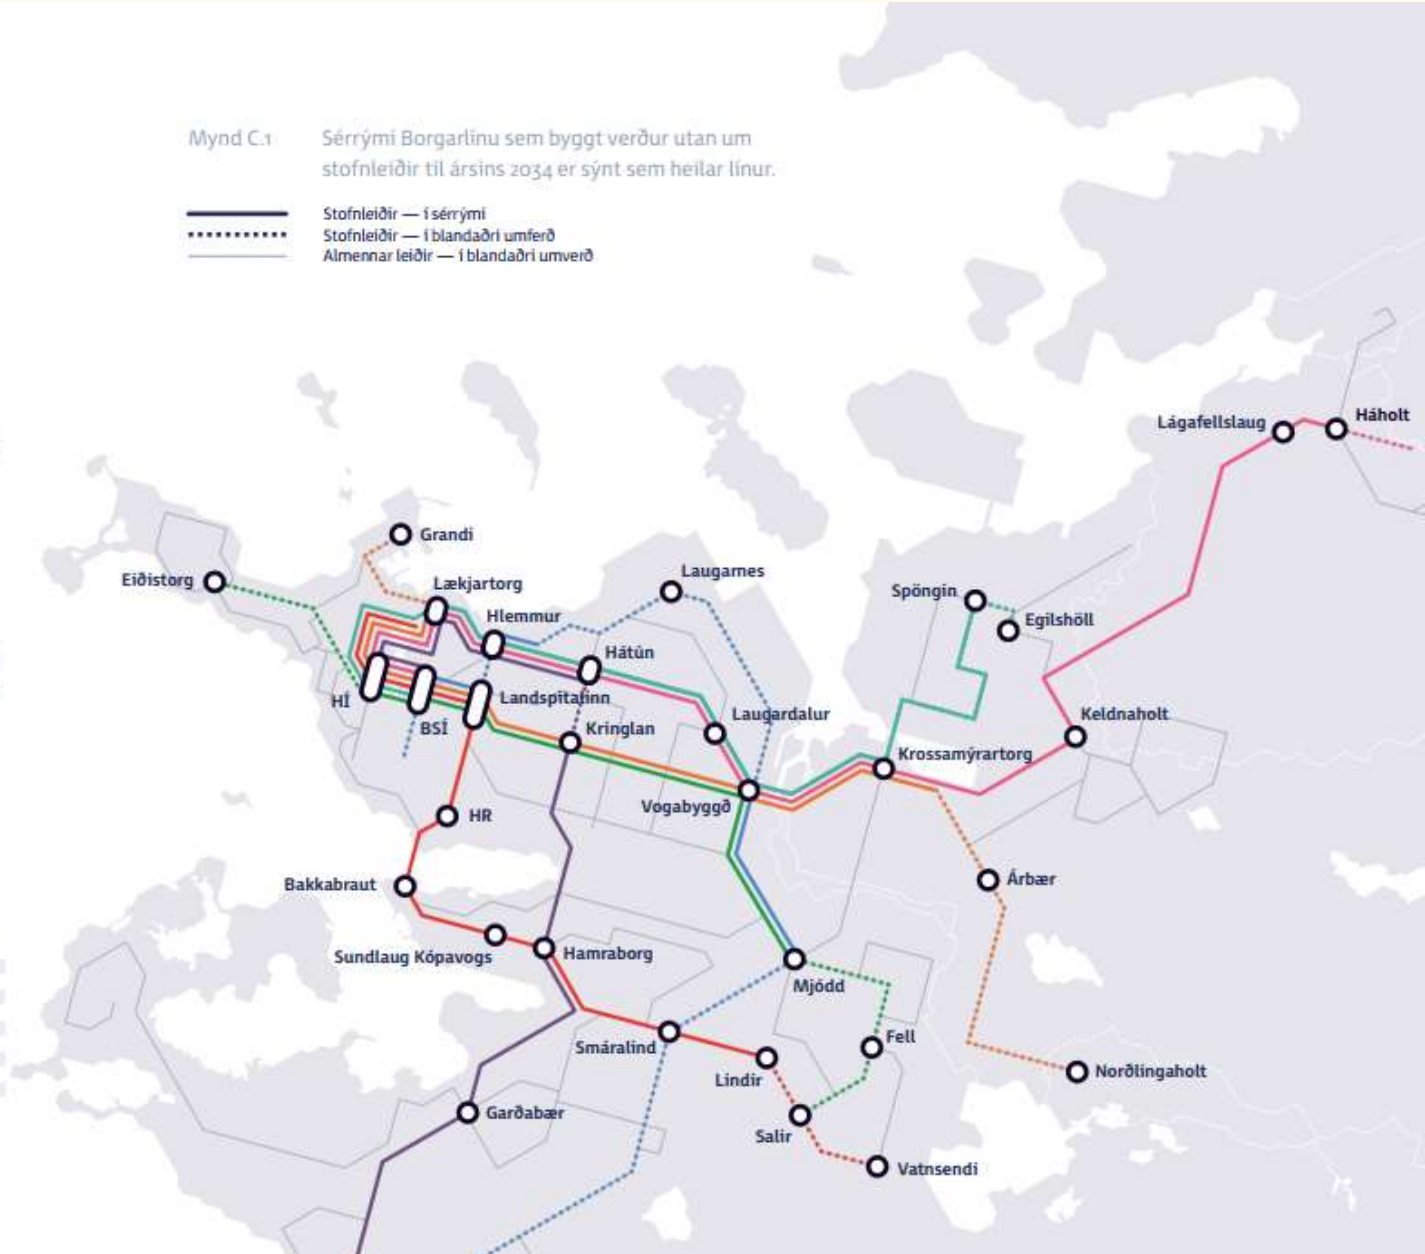 Mynd C.1
Sérrými Borgarlínu sem byggt verður utan um
stofnleiðir til ársins 2034 er sýnt sem heilar línur.
Stofnleiðir — í sérrými
Stofnleiðir — í blandaðri umferð
Almennar leiðir — í blandaðri umverð
Háholt
Lágafellslaug
Grandi
Eiðistorg
Lækjartorg
Laugarnes
Hlemmur
Spöngin
Egilshöll
Hátún
HÍ
Landspítalinn
BSÍ
Kringlan
Laugardalur
Keldnaholt
Krossamýrartorg
Vogabyggð
HR
Bakkabraut
Árbær
Sundlaug Kópavogs
Hamraborg
Mjódd
Smáralind
Fell
Lindir
Norðlingaholt
Garðabær
Salir
Vatnsendi